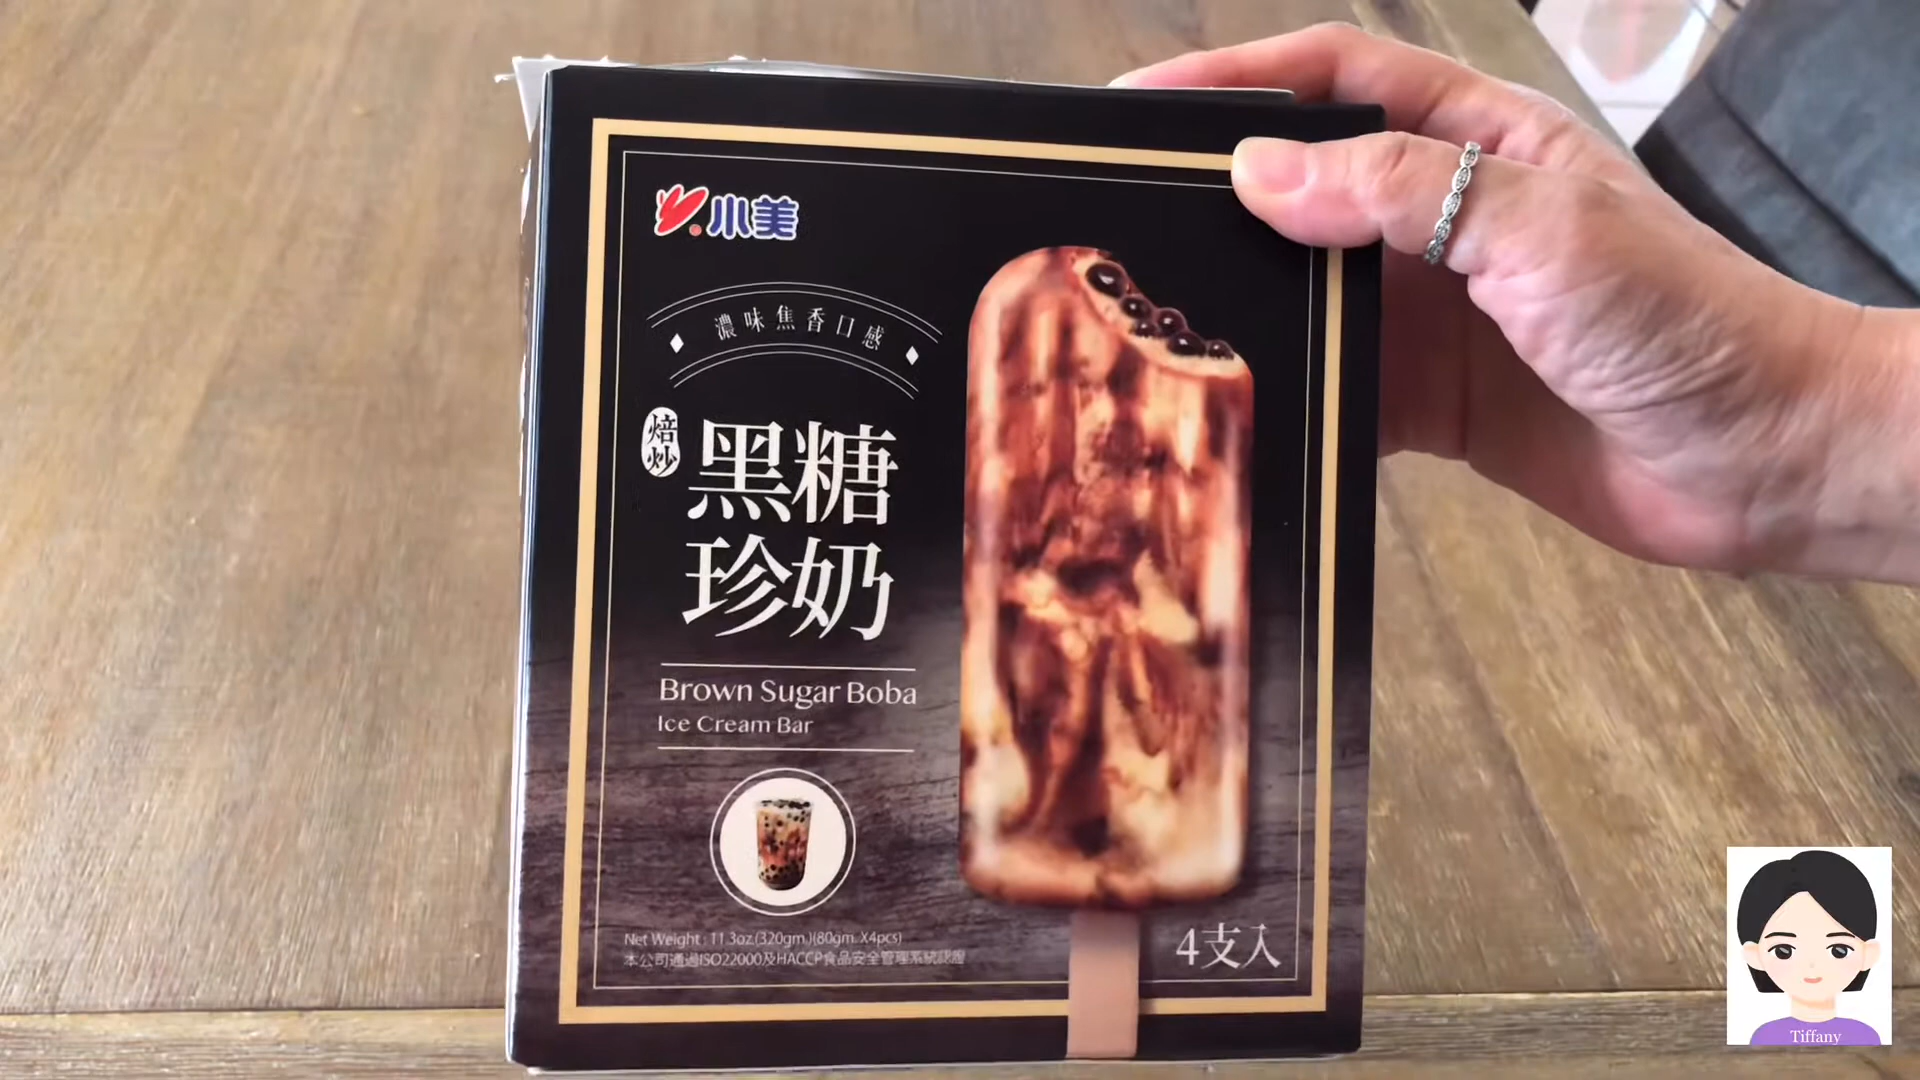 小美
濃味焦香口感
焙炒
黑糖
珍奶
Brown Sugar Boba
Ice Cream Bar
Net Weight : 11.3oz.(320gm.)(80gm. X4pcs)
本公司通過ISO22000及HACCP食品安全管理系統認證
4支入
Tiffany